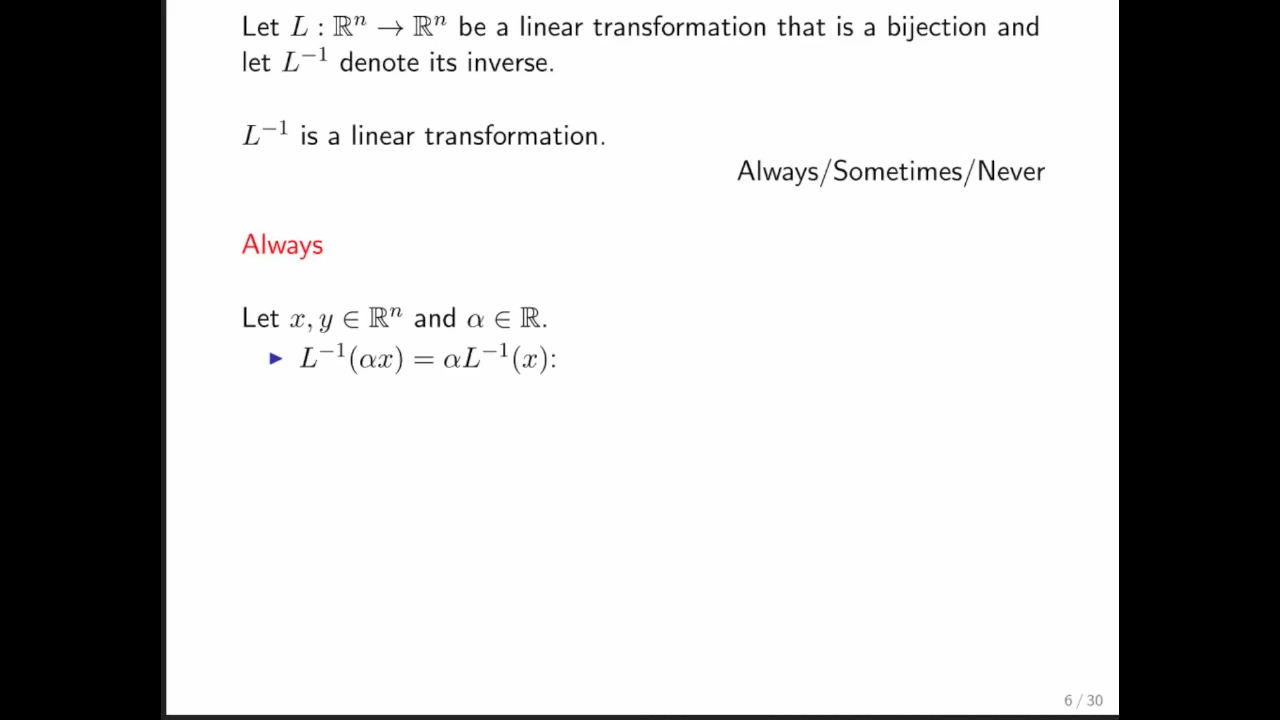 Let L : ℝⁿ → ℝⁿ be a linear transformation that is a bijection and
let L⁻¹ denote its inverse.
L⁻¹ is a linear transformation.
Always/Sometimes/Never
Always
Let x, y ∈ ℝⁿ and α ∈ ℝ.
▶ L⁻¹(αx) = αL⁻¹(x):
6 / 30